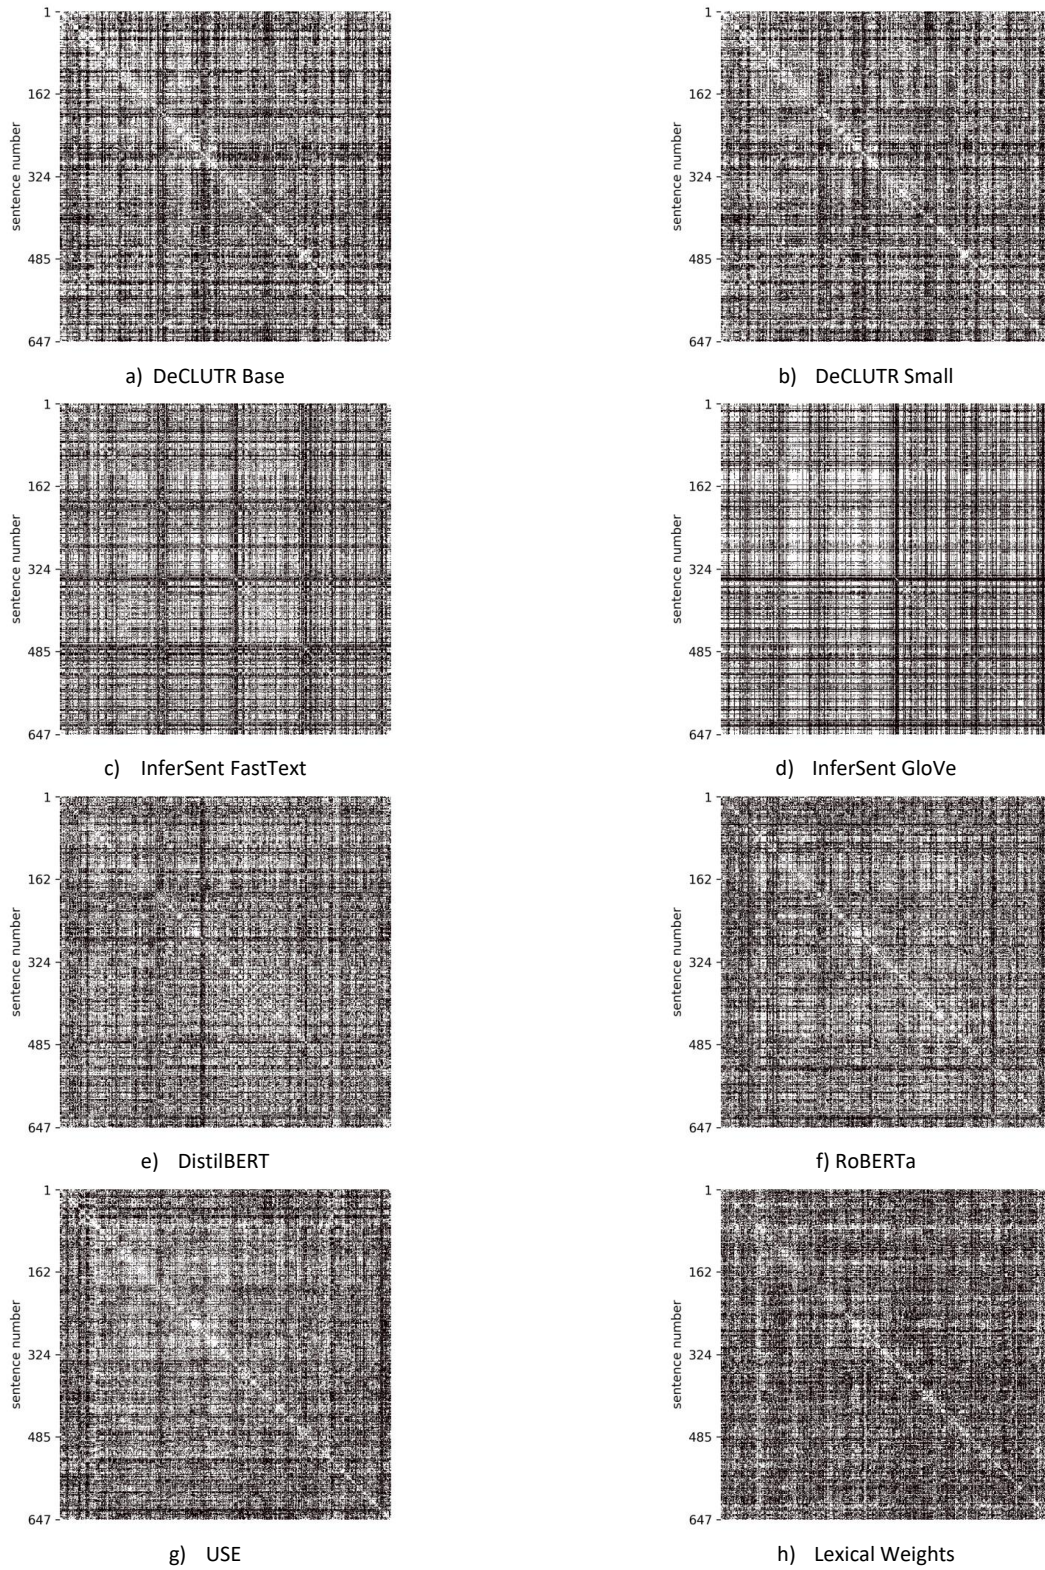 1
162
324
485
647
sentence number
a) DeCLUTR Base
1
162
324
485
647
sentence number
b) DeCLUTR Small
1
162
324
485
647
sentence number
c) InferSent FastText
1
162
324
485
647
sentence number
d) InferSent GloVe
1
162
324
485
647
sentence number
e) DistilBERT
1
162
324
485
647
sentence number
f) RoBERTa
1
162
324
485
647
sentence number
g) USE
1
162
324
485
647
sentence number
h) Lexical Weights